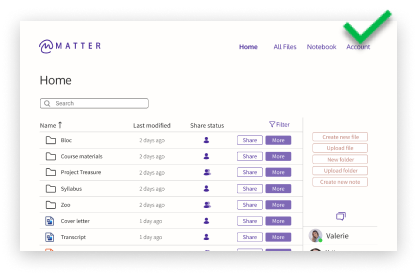 MATTER
Home All Files Notebook Account
Home
Search
Name Last modified Share status Filter
Bloc 2 days ago Share More
Course materials 2 days ago Share More
Project Treasure 2 days ago Share More
Syllabus 2 days ago Share More
Zoo 2 days ago Share More
Cover letter 1 day ago Share More
Transcript 1 day ago Share More
Create new file
Upload file
New folder
Upload folder
Create new note
Valerie